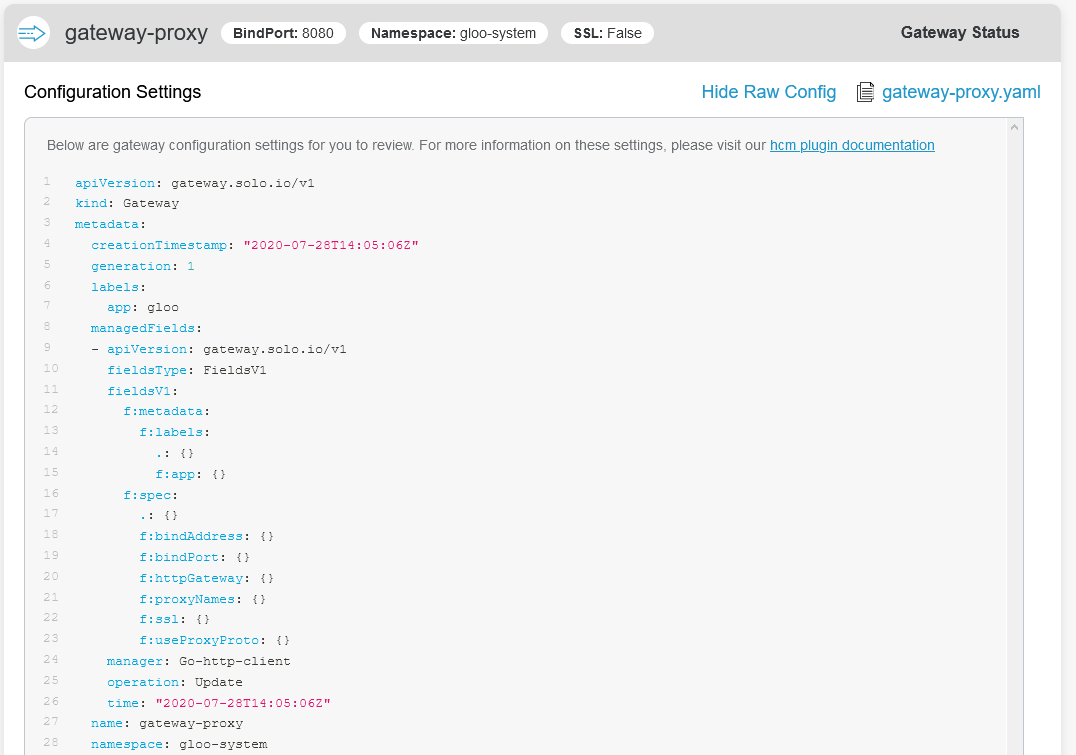 gateway-proxy BindPort: 8080 Namespace: gloo-system SSL: False Gateway Status
Configuration Settings Hide Raw Config gateway-proxy.yaml
Below are gateway configuration settings for you to review. For more information on these settings, please visit our hcm plugin documentation
1 apiVersion: gateway.solo.io/v1
2 kind: Gateway
3 metadata:
4   creationTimestamp: "2020-07-28T14:05:06Z"
5   generation: 1
6   labels:
7     app: gloo
8   managedFields:
9   - apiVersion: gateway.solo.io/v1
10     fieldsType: FieldsV1
11     fieldsV1:
12       f:metadata:
13         f:labels:
14           .: {}
15           f:app: {}
16       f:spec:
17         .: {}
18         f:bindAddress: {}
19         f:bindPort: {}
20         f:httpGateway: {}
21         f:proxyNames: {}
22         f:ssl: {}
23         f:useProxyProto: {}
24     manager: Go-http-client
25     operation: Update
26     time: "2020-07-28T14:05:06Z"
27   name: gateway-proxy
28   namespace: gloo-system